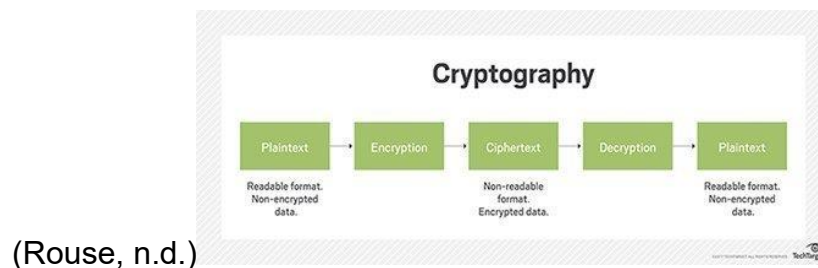 Cryptography
Plaintext
Encryption
Ciphertext
Decryption
Plaintext
Readable format.
Non-encrypted
data.
Non-readable
format.
Encrypted data.
Readable format.
Non-encrypted
data.
(Rouse, n.d.)